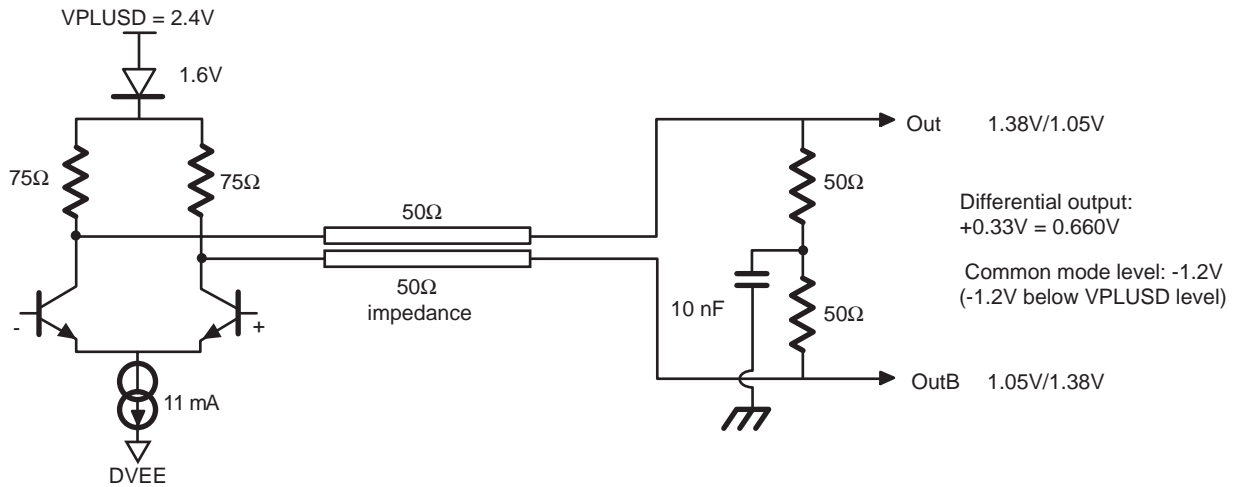 VPLUSD = 2.4V
1.6V
75Ω
75Ω
50Ω
50Ω
impedance
-
+
11 mA
DVEE
Out 1.38V/1.05V
50Ω
10 nF
50Ω
Differential output:
+0.33V = 0.660V
Common mode level: -1.2V
(-1.2V below VPLUSD level)
OutB 1.05V/1.38V